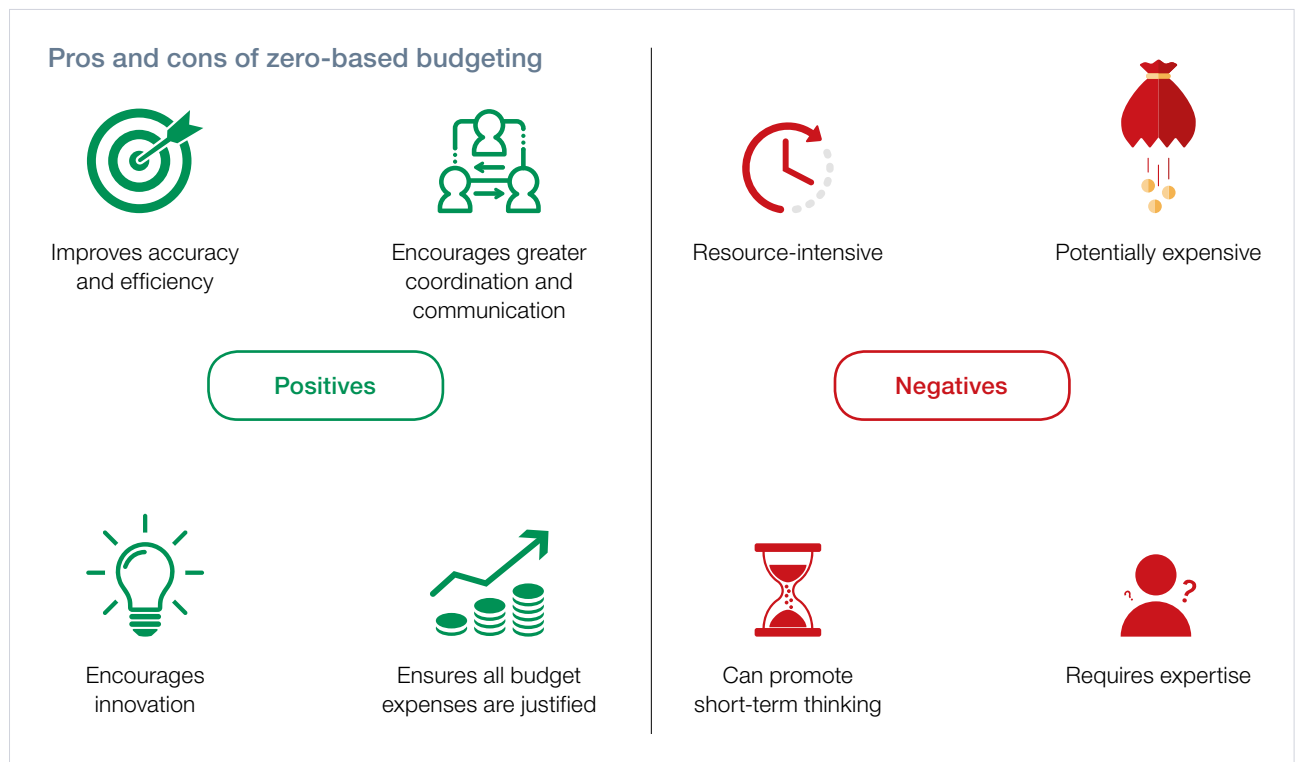 Pros and cons of zero-based budgeting
Improves accuracy
and efficiency
Encourages greater
coordination and
communication
Positives
Encourages
innovation
Ensures all budget
expenses are justified
Resource-intensive
Potentially expensive
Negatives
Can promote
short-term thinking
Requires expertise
? ?